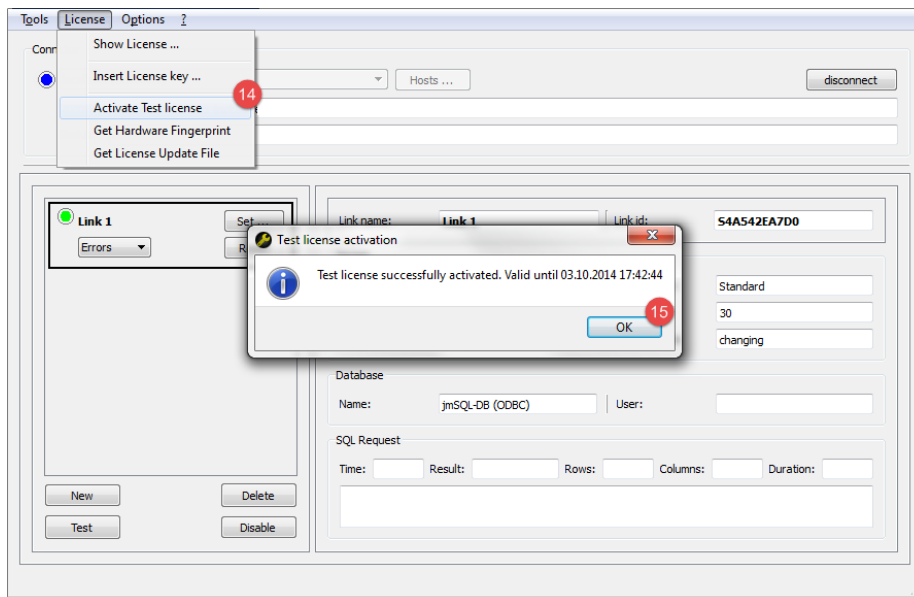 Tools License Options ?
Show License ...
Insert License key ...
14
Activate Test license
Get Hardware Fingerprint
Get License Update File
Conn
Hosts ...
disconnect
Link 1
Set ...
Errors
Link name:
Link 1
Link id:
S4A542EA7D0
Test license activation
Test license successfully activated. Valid until 03.10.2014 17:42:44
15
OK
Standard
30
changing
Database
Name:
jmSQL-DB (ODBC)
User:
SQL Request
Time:
Result:
Rows:
Columns:
Duration:
New
Delete
Test
Disable